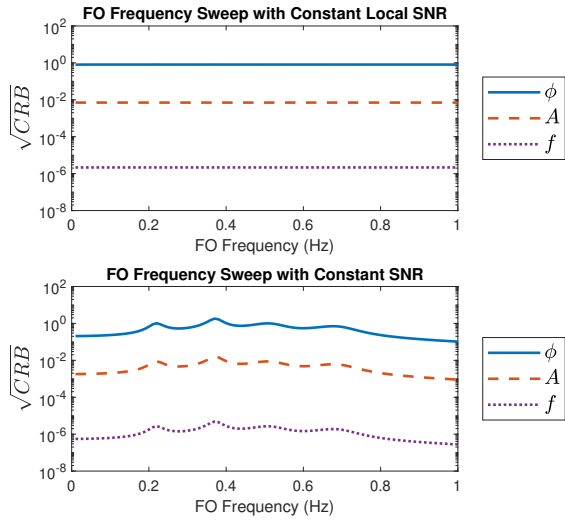 FO Frequency Sweep with Constant Local SNR
10^2
10^0
10^-2
10^-4
10^-6
10^-8
√CRB
0 0.2 0.4 0.6 0.8 1
FO Frequency (Hz)
ϕ
A
f
FO Frequency Sweep with Constant SNR
10^2
10^0
10^-2
10^-4
10^-6
10^-8
√CRB
0 0.2 0.4 0.6 0.8 1
FO Frequency (Hz)
ϕ
A
f